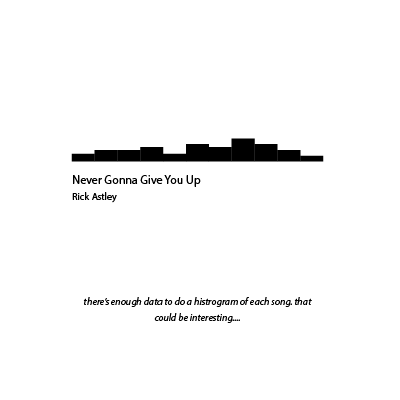 Never Gonna Give You Up
Rick Astley
there's enough data to do a histrogram of each song. that
could be interesting....